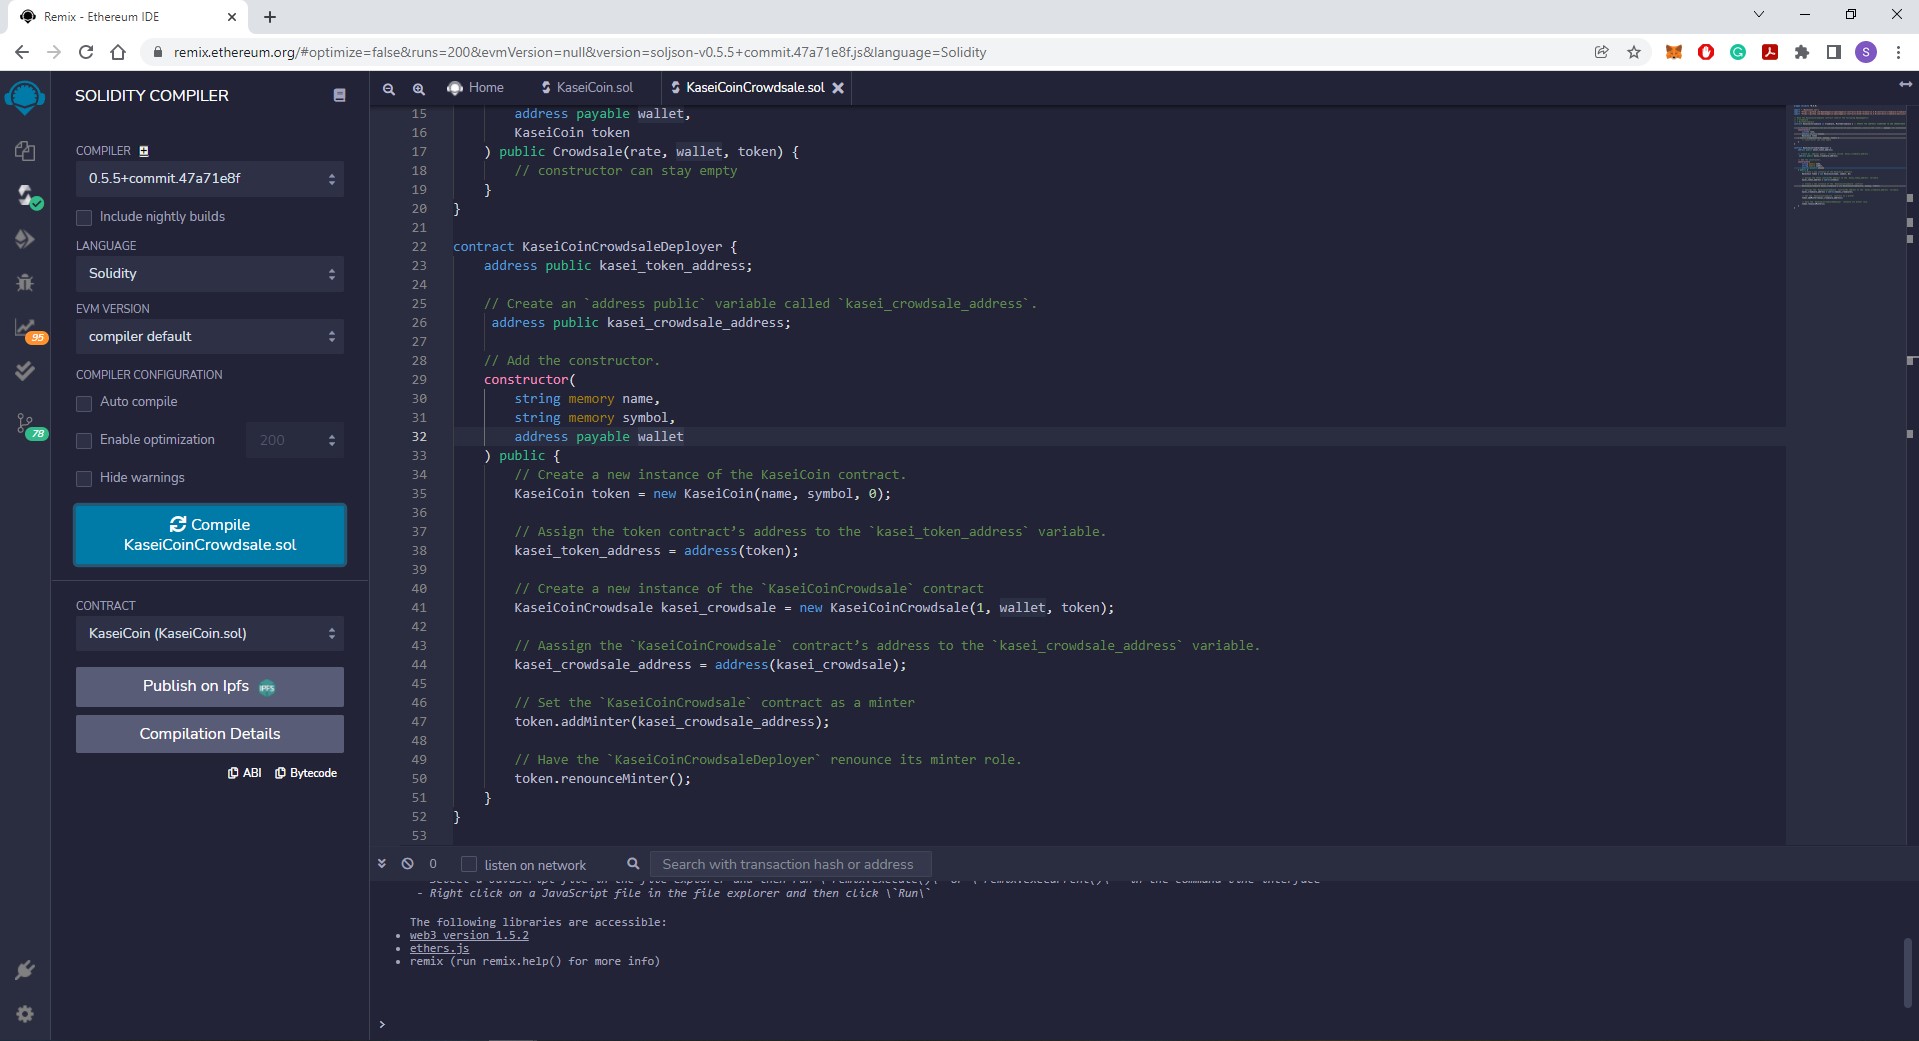 Remix - Ethereum IDE
remix.ethereum.org/#optimize=false&runs=200&evmVersion=null&version=soljson-v0.5.5+commit.47a71e8f.js&language=Solidity
S
SOLIDITY COMPILER
COMPILER
0.5.5+commit.47a71e8f
Include nightly builds
LANGUAGE
Solidity
EVM VERSION
compiler default
95
COMPILER CONFIGURATION
Auto compile
Enable optimization
200
78
Hide warnings
Compile
KaseiCoinCrowdsale.sol
CONTRACT
KaseiCoin (KaseiCoin.sol)
Publish on Ipfs
IPFS
Compilation Details
ABI Bytecode
Home KaseiCoin.sol KaseiCoinCrowdsale.sol
15 address payable wallet,
16 KaseiCoin token
17 ) public Crowdsale(rate, wallet, token) {
18 // constructor can stay empty
19 }
20 }
21
22 contract KaseiCoinCrowdsaleDeployer {
23 address public kasei_token_address;
24
25 // Create an `address public` variable called `kasei_crowdsale_address`.
26 address public kasei_crowdsale_address;
27
28 // Add the constructor.
29 constructor(
30 string memory name,
31 string memory symbol,
32 address payable wallet
33 ) public {
34 // Create a new instance of the KaseiCoin contract.
35 KaseiCoin token = new KaseiCoin(name, symbol, 0);
36
37 // Assign the token contract’s address to the `kasei_token_address` variable.
38 kasei_token_address = address(token);
39
40 // Create a new instance of the `KaseiCoinCrowdsale` contract
41 KaseiCoinCrowdsale kasei_crowdsale = new KaseiCoinCrowdsale(1, wallet, token);
42
43 // Aassign the `KaseiCoinCrowdsale` contract’s address to the `kasei_crowdsale_address` variable.
44 kasei_crowdsale_address = address(kasei_crowdsale);
45
46 // Set the `KaseiCoinCrowdsale` contract as a minter
47 token.addMinter(kasei_crowdsale_address);
48
49 // Have the `KaseiCoinCrowdsaleDeployer` renounce its minter role.
50 token.renounceMinter();
51 }
52 }
53
0 listen on network Search with transaction hash or address
- Right click on a JavaScript file in the file explorer and then click \`Run\`
The following libraries are accessible:
• web3 version 1.5.2
• ethers.js
• remix (run remix.help() for more info)
>